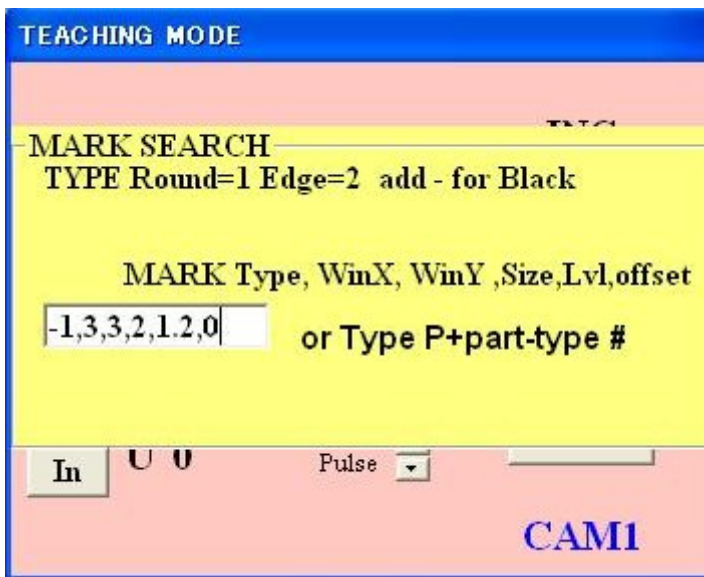 TEACHING MODE
MARK SEARCH
TYPE Round=1 Edge=2 add - for Black
MARK Type, WinX, WinY ,Size,Lvl,offset
-1,3,3,2,1.2,0
or Type P+part-type #
In U 0 Pulse
CAM1